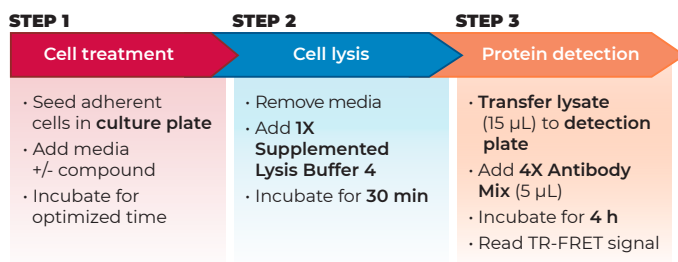 STEP 1
Cell treatment
· Seed adherent
cells in culture plate
· Add media
+/- compound
· Incubate for
optimized time
STEP 2
Cell lysis
· Remove media
· Add 1X
Supplemented
Lysis Buffer 4
· Incubate for 30 min
STEP 3
Protein detection
· Transfer lysate
(15 µL) to detection
plate
· Add 4X Antibody
Mix (5 µL)
· Incubate for 4 h
· Read TR-FRET signal